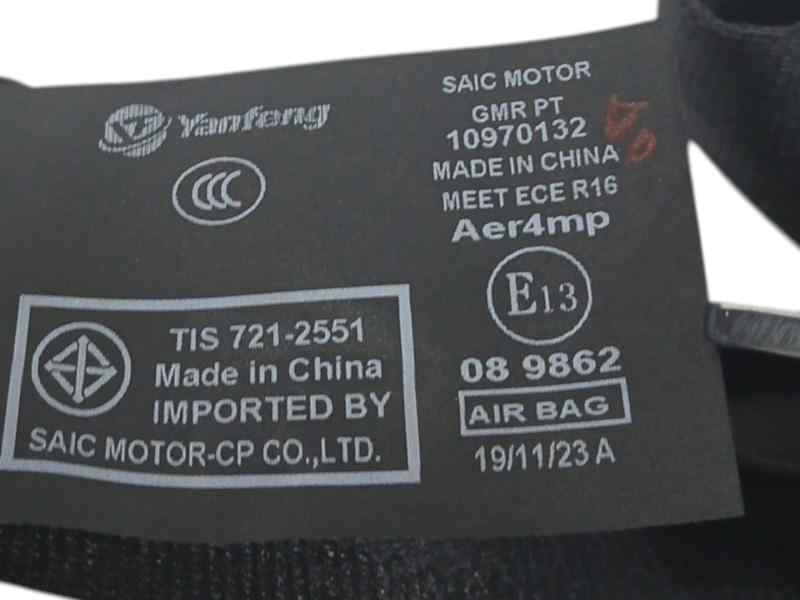 Yanfeng
CCC
SAIC MOTOR
GMR PT
10970132
MADE IN CHINA
MEET ECE R16
Aer4mp
E13
08 9862
AIR BAG
19/11/23 A
TIS 721-2551
Made in China
IMPORTED BY
SAIC MOTOR-CP CO.,LTD.